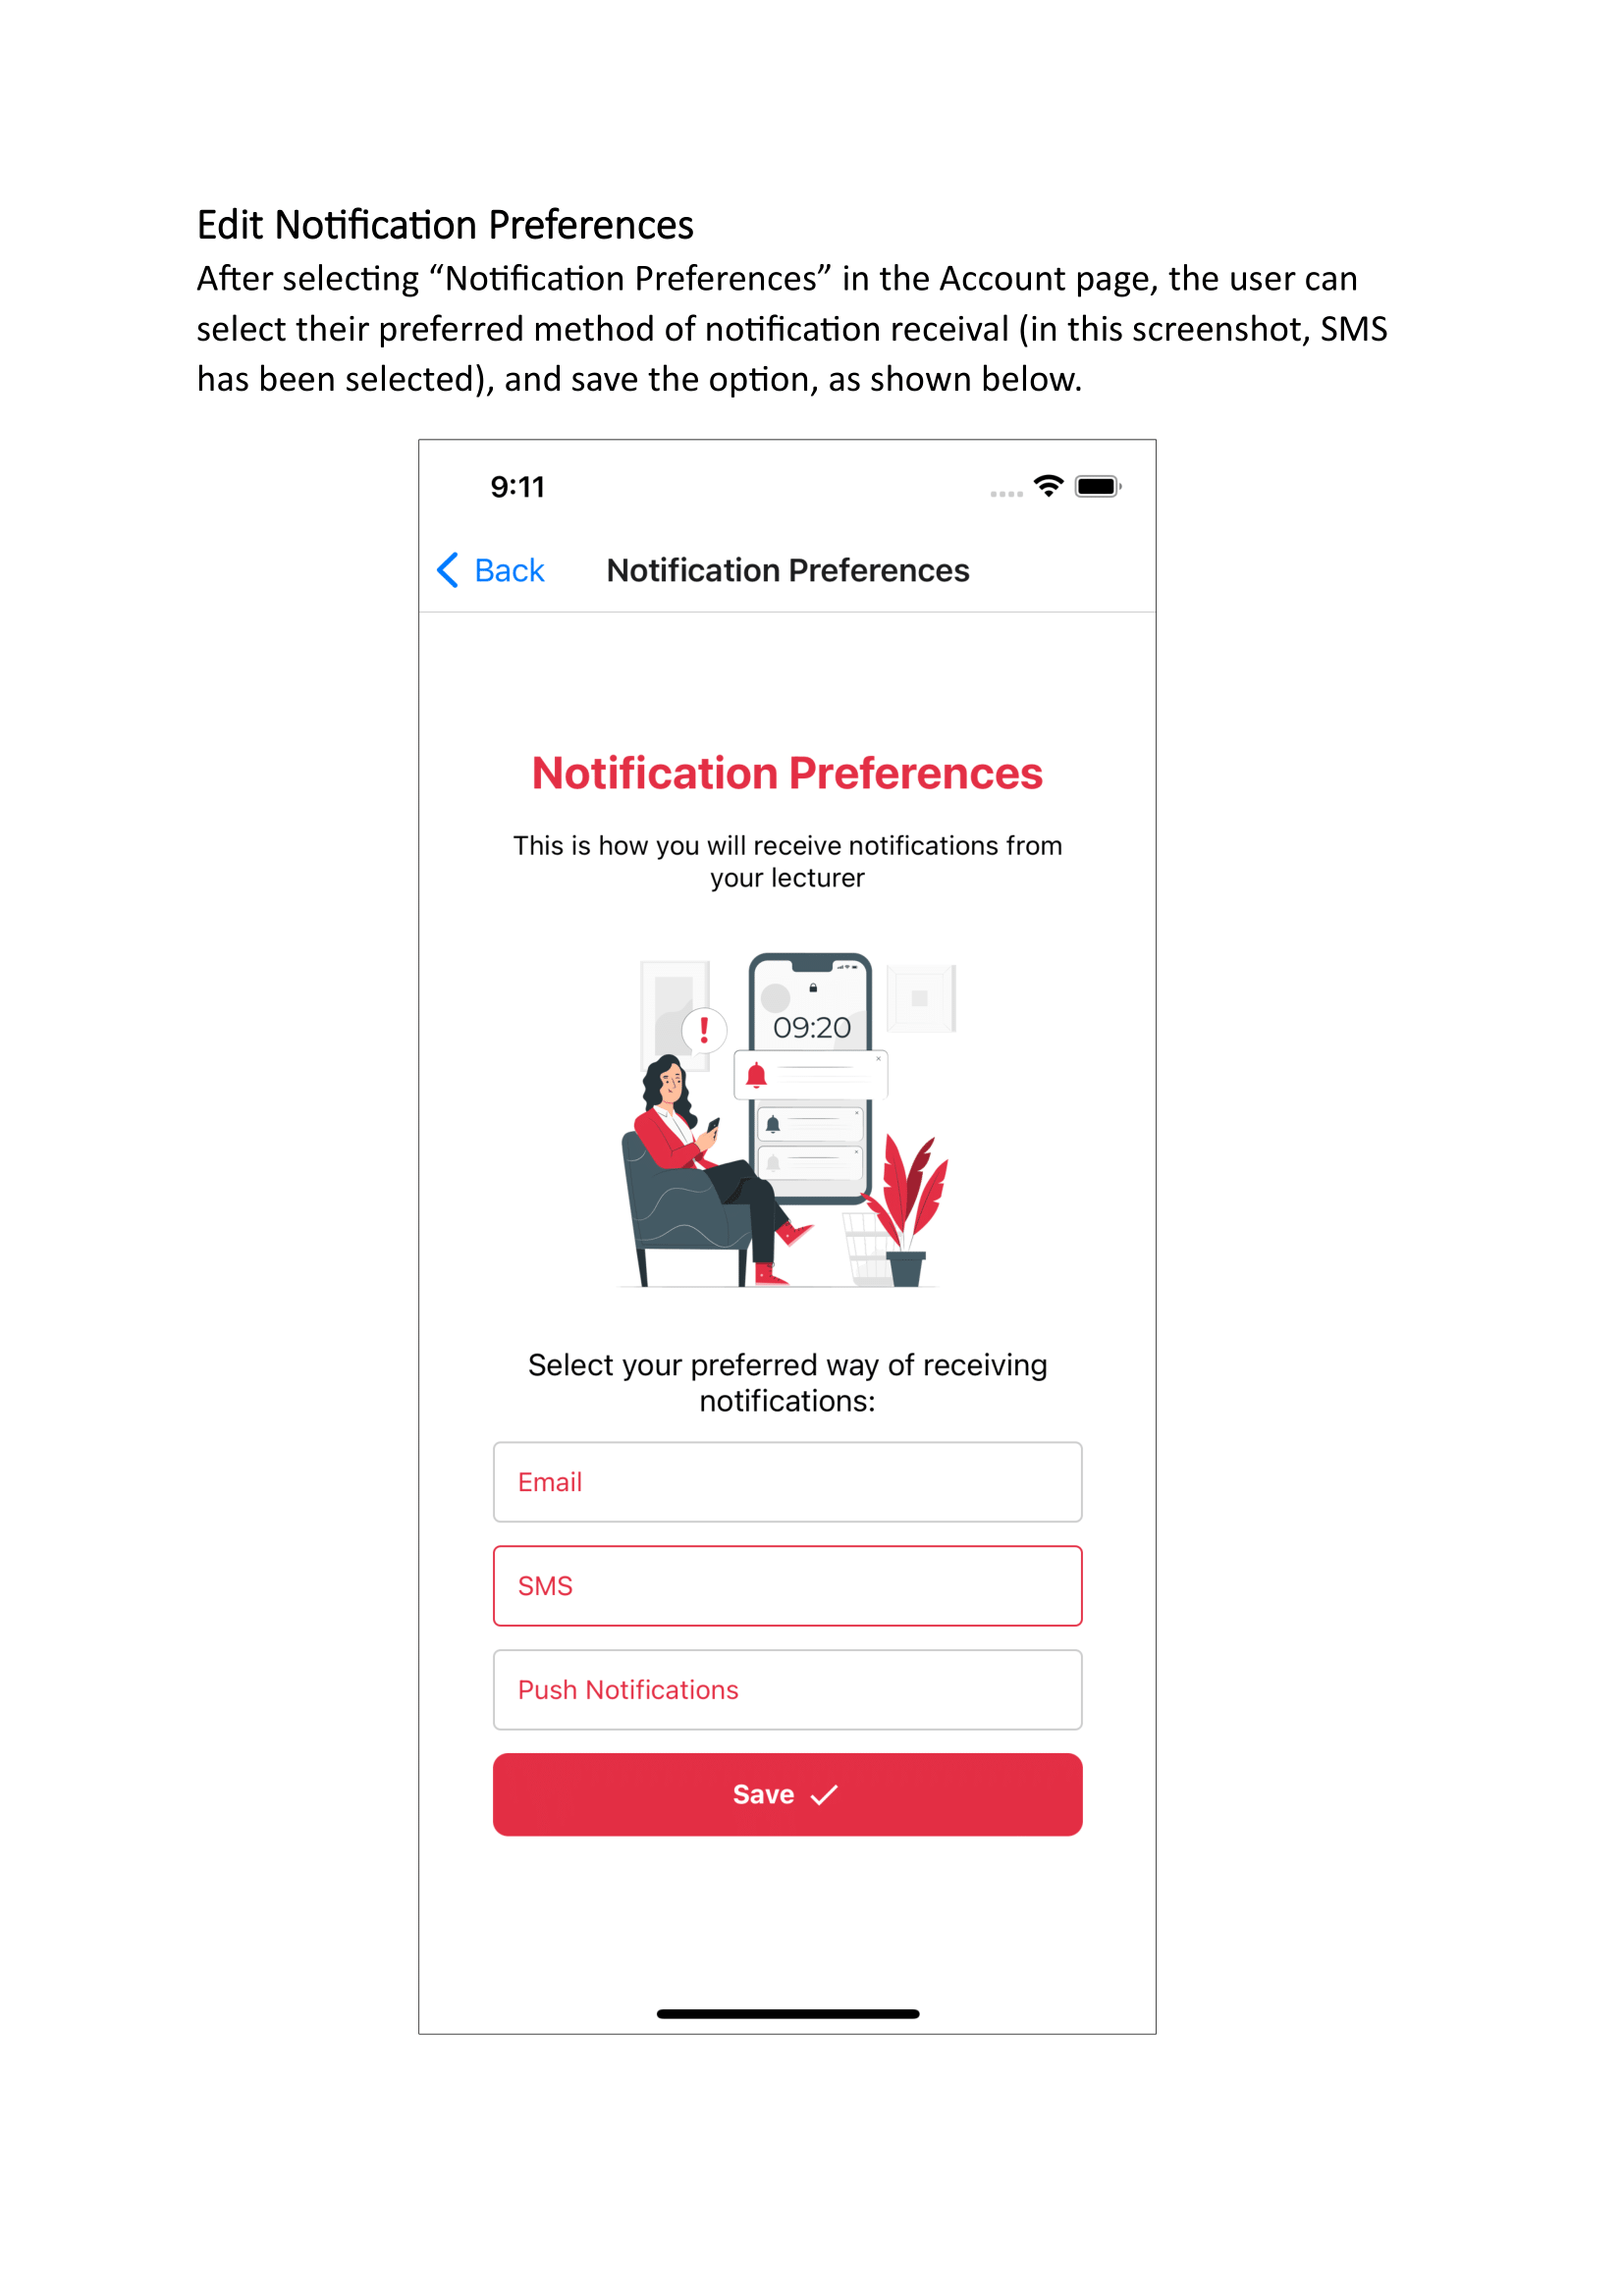 Edit Notification Preferences
After selecting “Notification Preferences” in the Account page, the user can
select their preferred method of notification receival (in this screenshot, SMS
has been selected), and save the option, as shown below.
9:11
Back Notification Preferences
Notification Preferences
This is how you will receive notifications from
your lecturer
!
09:20
Select your preferred way of receiving
notifications:
Email
SMS
Push Notifications
Save